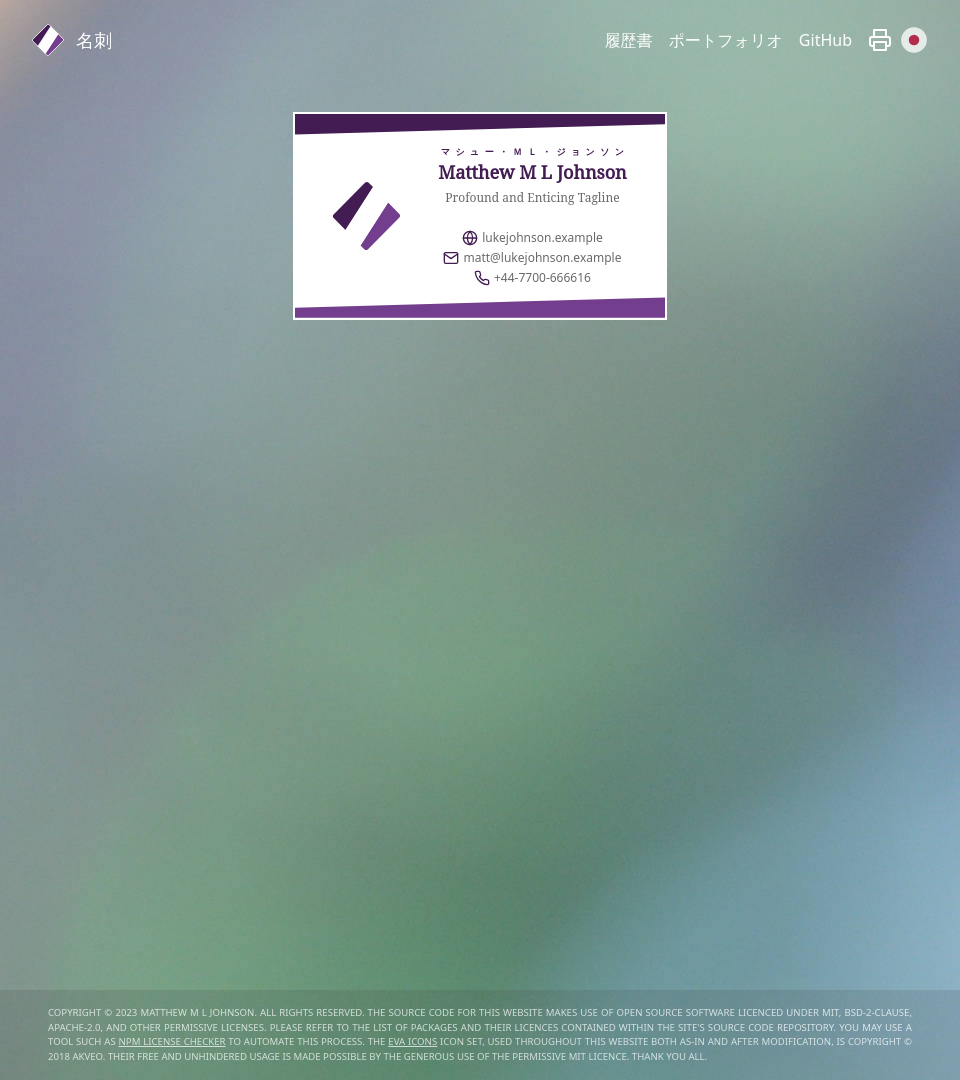 名刺
履歴書 ポートフォリオ GitHub
マシュー・ＭＬ・ジョンソン
Matthew M L Johnson
Profound and Enticing Tagline
lukejohnson.example
matt@lukejohnson.example
+44-7700-666616
COPYRIGHT © 2023 MATTHEW M L JOHNSON. ALL RIGHTS RESERVED. THE SOURCE CODE FOR THIS WEBSITE MAKES USE OF OPEN SOURCE SOFTWARE LICENCED UNDER MIT, BSD-2-CLAUSE,
APACHE-2.0, AND OTHER PERMISSIVE LICENSES. PLEASE REFER TO THE LIST OF PACKAGES AND THEIR LICENCES CONTAINED WITHIN THE SITE'S SOURCE CODE REPOSITORY. YOU MAY USE A
TOOL SUCH AS NPM LICENSE CHECKER TO AUTOMATE THIS PROCESS. THE EVA ICONS ICON SET, USED THROUGHOUT THIS WEBSITE BOTH AS-IN AND AFTER MODIFICATION, IS COPYRIGHT ©
2018 AKVEO. THEIR FREE AND UNHINDERED USAGE IS MADE POSSIBLE BY THE GENEROUS USE OF THE PERMISSIVE MIT LICENCE. THANK YOU ALL.